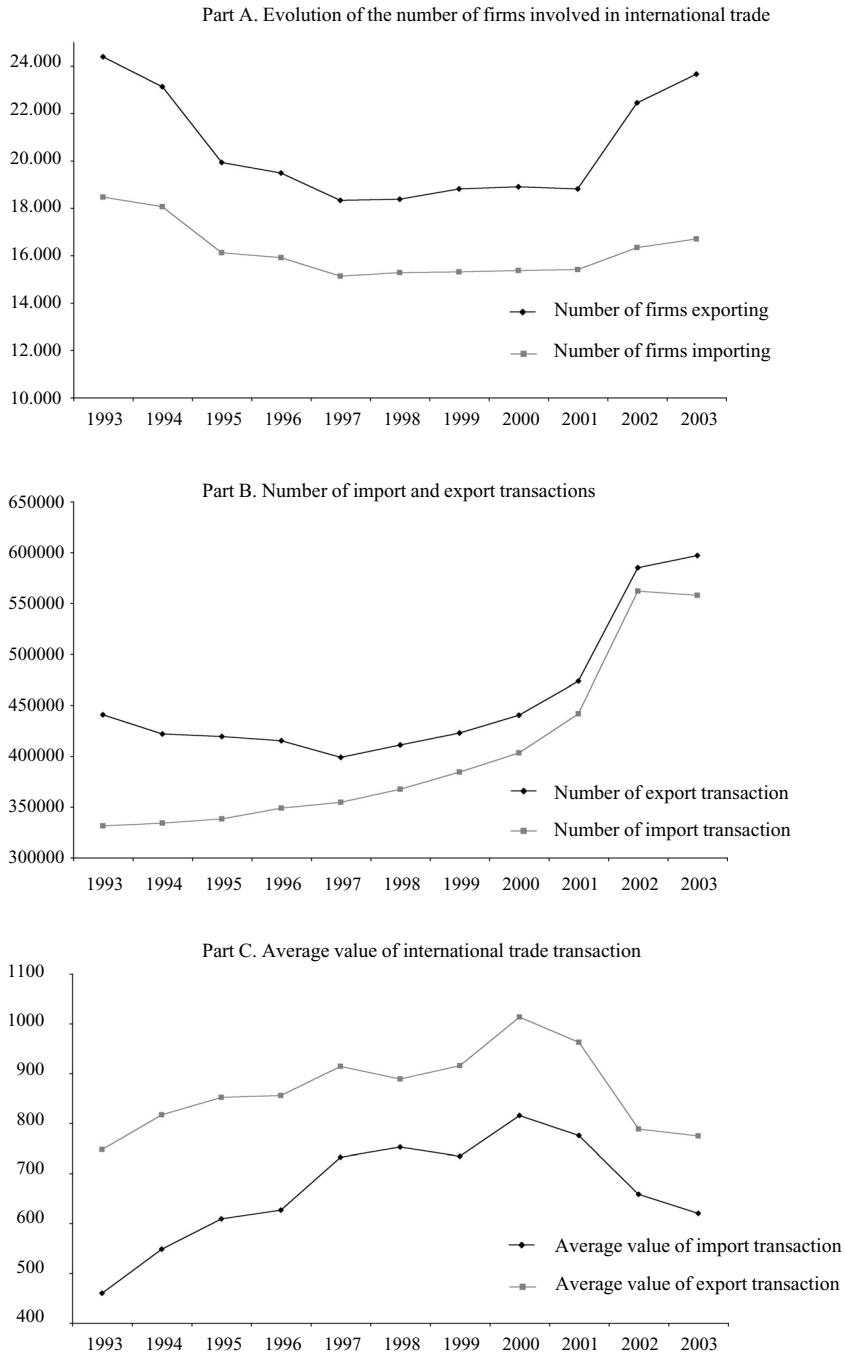 Part A. Evolution of the number of firms involved in international trade
24.000
22.000
20.000
18.000
16.000
14.000
12.000
10.000
Number of firms exporting
Number of firms importing
1993 1994 1995 1996 1997 1998 1999 2000 2001 2002 2003
Part B. Number of import and export transactions
650000
600000
550000
500000
450000
400000
350000
300000
Number of export transaction
Number of import transaction
1993 1994 1995 1996 1997 1998 1999 2000 2001 2002 2003
Part C. Average value of international trade transaction
1100
1000
900
800
700
600
500
400
Average value of import transaction
Average value of export transaction
1993 1994 1995 1996 1997 1998 1999 2000 2001 2002 2003